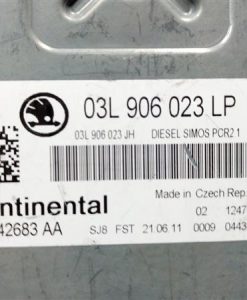 03L 906 023 LP
03L 906 023 JH DIESEL SIMOS PCR2.1
Made in Czech Rep
ntinental
02 1247
42683 AA
SJ8 FST 21.06.11 0009 0443